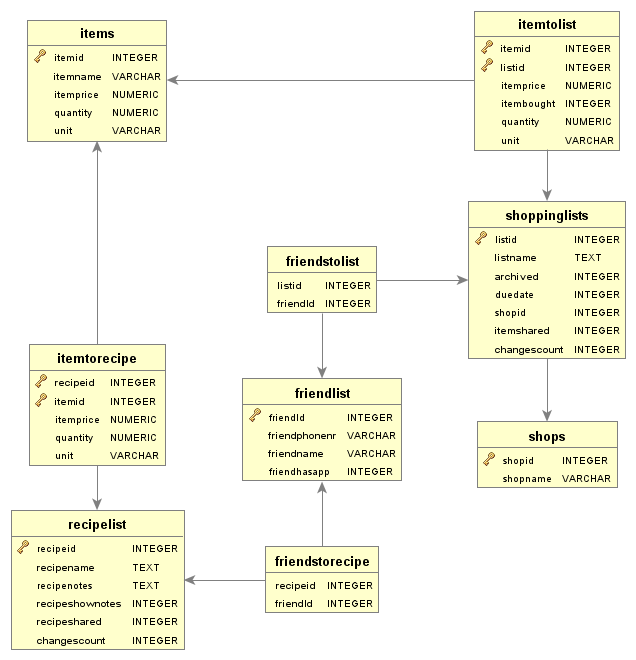 items
itemid INTEGER
itemname VARCHAR
itemprice NUMERIC
quantity NUMERIC
unit VARCHAR
itemtolist
itemid INTEGER
listid INTEGER
itemprice NUMERIC
itembought INTEGER
quantity NUMERIC
unit VARCHAR
shoppinglists
listid INTEGER
listname TEXT
archived INTEGER
duedate INTEGER
shopid INTEGER
itemshared INTEGER
changescount INTEGER
friendstolist
listid INTEGER
friendId INTEGER
itemtorecipe
recipeid INTEGER
itemid INTEGER
itemprice NUMERIC
quantity NUMERIC
unit VARCHAR
friendlist
friendId INTEGER
friendphonenr VARCHAR
friendname VARCHAR
friendhasapp INTEGER
shops
shopid INTEGER
shopname VARCHAR
recipelist
recipeid INTEGER
recipename TEXT
recipenotes TEXT
recipeshownotes INTEGER
recipeshared INTEGER
changescount INTEGER
friendstorecipe
recipeid INTEGER
friendId INTEGER